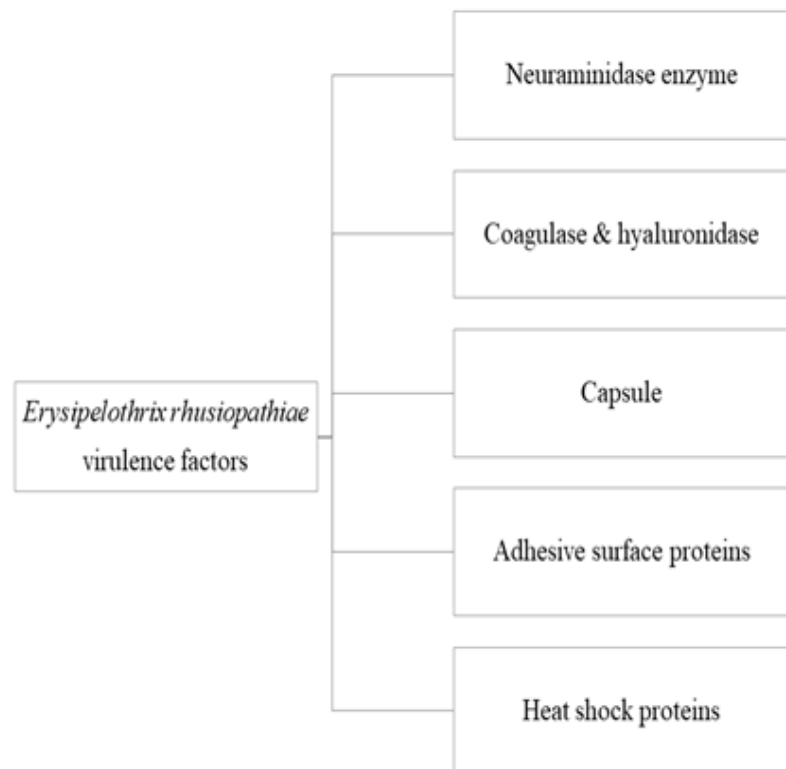 Neuraminidase enzyme
Coagulase & hyaluronidase
Capsule
Erysipelothrix rhusiopathiae
virulence factors
Adhesive surface proteins
Heat shock proteins